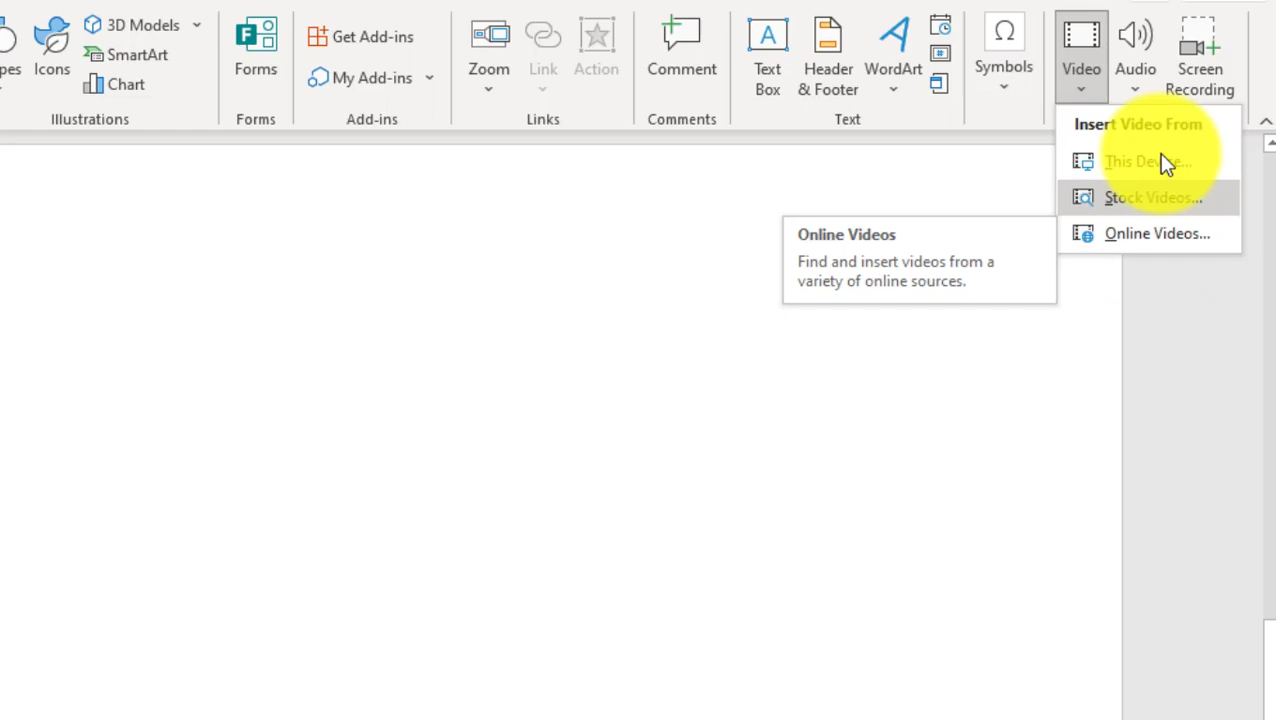 3D Models
SmartArt
Chart
pes
Icons
Illustrations
Forms
Forms
Get Add-ins
My Add-ins
Add-ins
Zoom
Link
Action
Links
Comment
Comments
Text
Box
Header
& Footer
WordArt
Text
Symbols
Video
Audio
Screen
Recording
Insert Video From
This Device...
Stock Videos...
Online Videos...
Online Videos
Find and insert videos from a
variety of online sources.